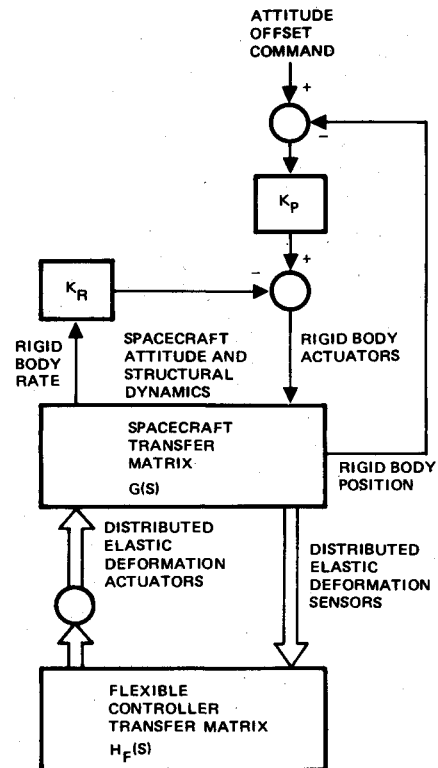 ATTITUDE
OFFSET
COMMAND
+
−
K_P
− +
K_R
RIGID
BODY
RATE
SPACECRAFT
ATTITUDE AND
STRUCTURAL
DYNAMICS
RIGID BODY
ACTUATORS
SPACECRAFT
TRANSFER
MATRIX
G(S)
RIGID BODY
POSITION
DISTRIBUTED
ELASTIC
DEFORMATION
ACTUATORS
DISTRIBUTED
ELASTIC
DEFORMATION
SENSORS
FLEXIBLE
CONTROLLER
TRANSFER MATRIX
H_F(S)